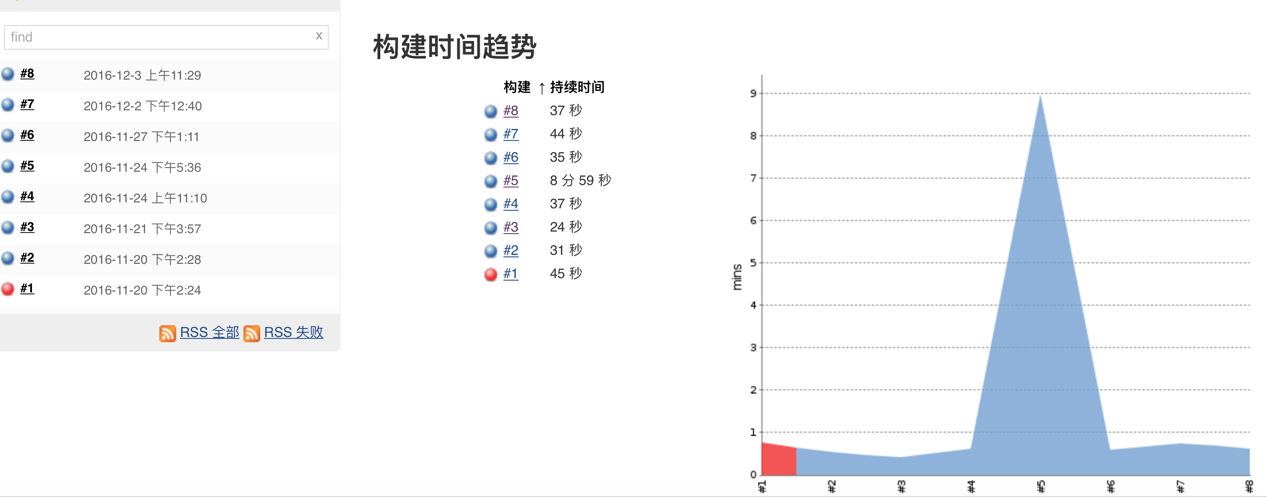 find x
#8 2016-12-3 上午11:29
#7 2016-12-2 下午12:40
#6 2016-11-27 下午1:11
#5 2016-11-24 下午5:36
#4 2016-11-24 上午11:10
#3 2016-11-21 下午3:57
#2 2016-11-20 下午2:28
#1 2016-11-20 下午2:24
RSS 全部 RSS 失败
构建时间趋势
构建 ↑ 持续时间
#8 37 秒
#7 44 秒
#6 35 秒
#5 8 分 59 秒
#4 37 秒
#3 24 秒
#2 31 秒
#1 45 秒
mins
9
8
7
6
5
4
3
2
1
0
#1 #2 #3 #4 #5 #6 #7 #8